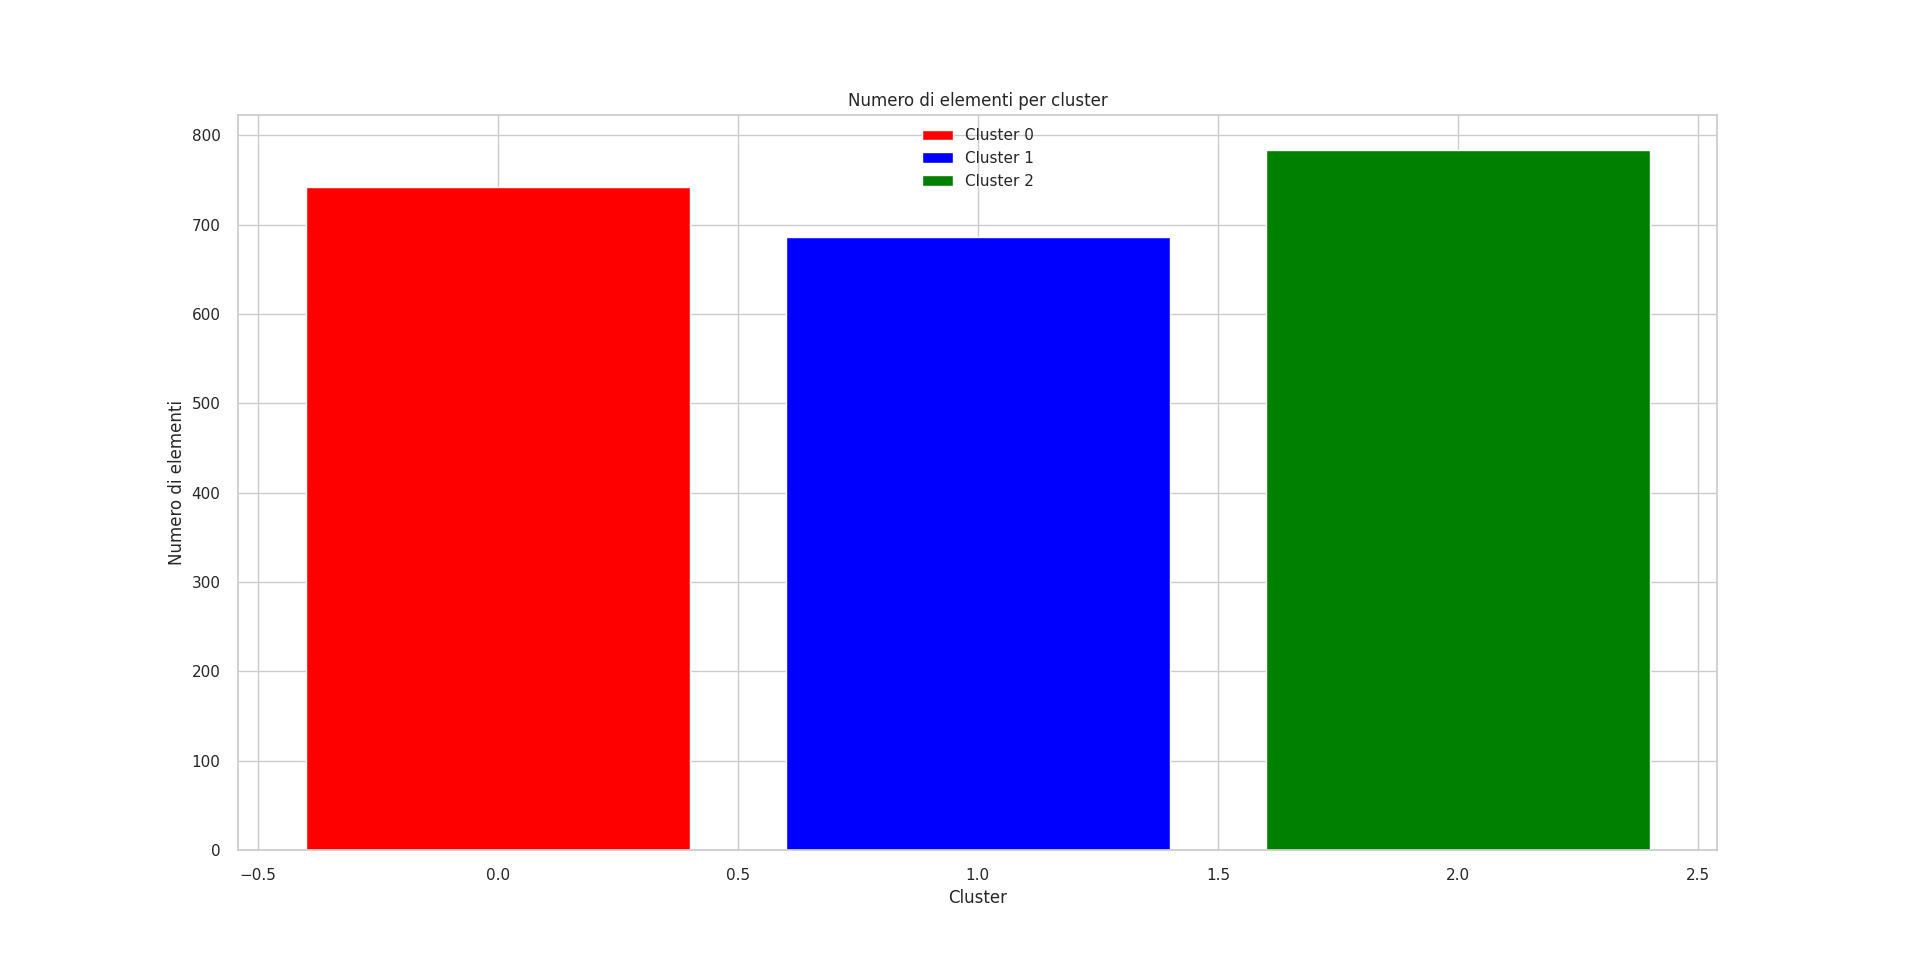 Numero di elementi per cluster
Cluster 0
Cluster 1
Cluster 2
800
700
600
500
400
300
200
100
0
Numero di elementi
−0.5
0.0
0.5
1.0
1.5
2.0
2.5
Cluster